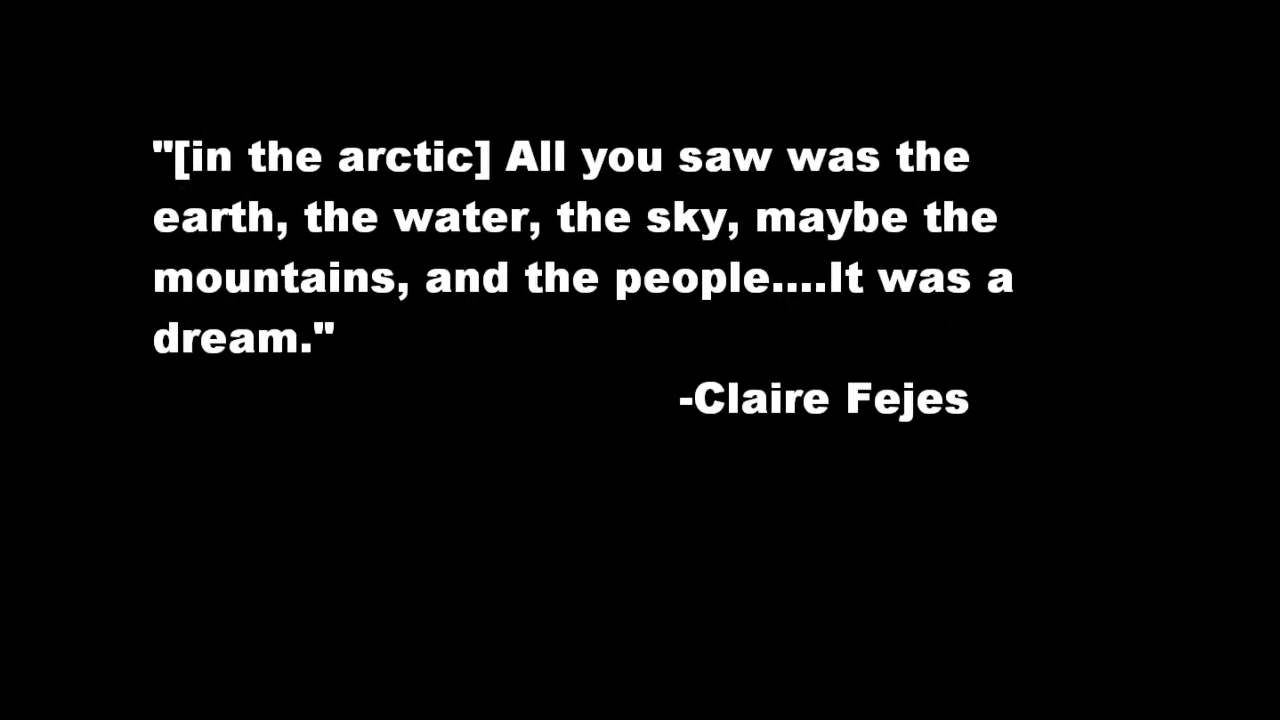 "[in the arctic] All you saw was the
earth, the water, the sky, maybe the
mountains, and the people....It was a
dream."
-Claire Fejes